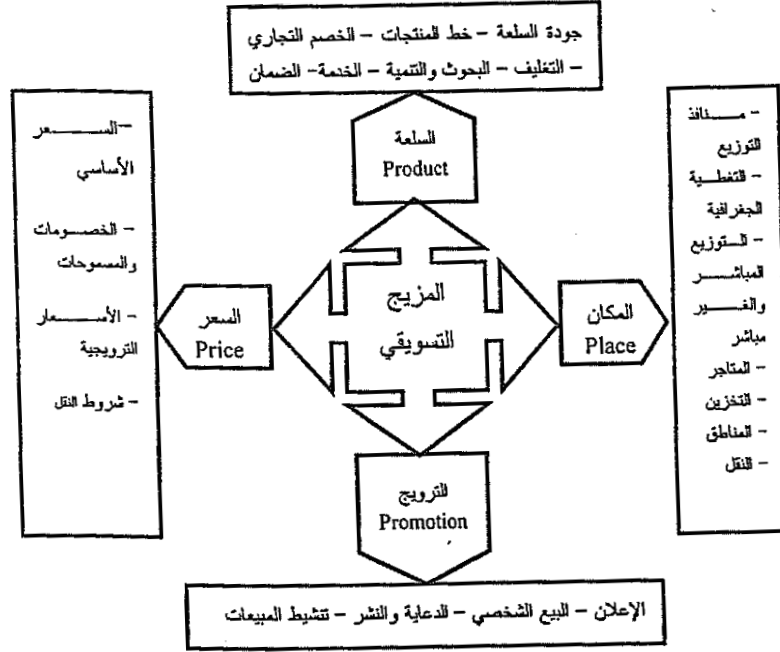 جودة السلعة – خط المنتجات – الخصم التجاري
– التغليف – البحوث والتنمية – الخدمة – الضمان
السلعة
Product
– منافذ
التوزيع
– التغطية
الجغرافية
– التوزيع
المباشر
والغير
مباشر
– المتاجر
– التخزين
– المناطق
– النقل
المكان
Place
المزيج
التسويقي
السعر
Price
– السعر
الأساسي
– الخصومات
والمسموحات
– الأسعار
الترويجية
– شروط النقل
الترويج
Promotion
الإعلان – البيع الشخصي – الدعاية والنشر – تنشيط المبيعات